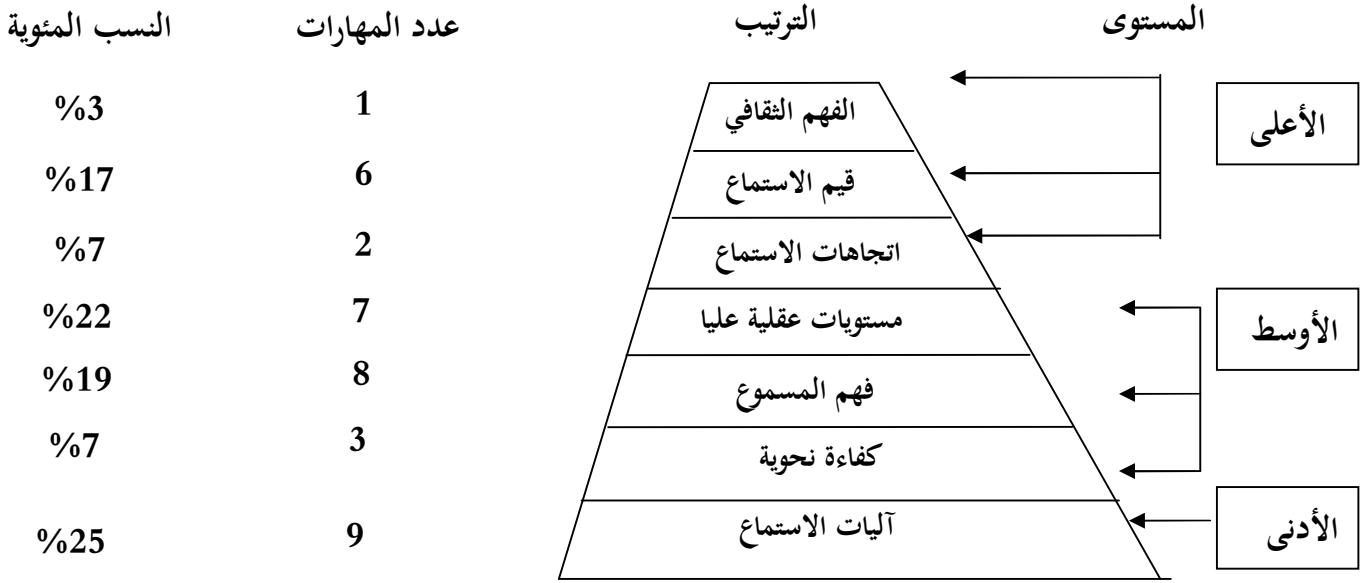 المستوى الترتيب عدد المهارات النسب المئوية
الأعلى الفهم الثقافي 1 %3
قيم الاستماع 6 %17
اتجاهات الاستماع 2 %7
الأوسط مستويات عقلية عليا 7 %22
فهم المسموع 8 %19
كفاءة نحوية 3 %7
الأدنى آليات الاستماع 9 %25